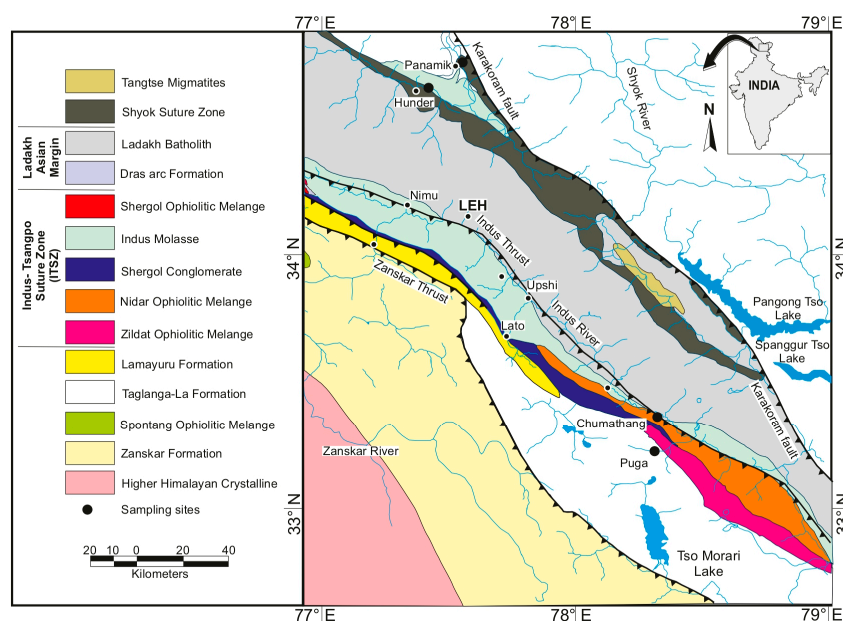 77°E
78°E
79°E
Tangtse Migmatites
Shyok Suture Zone
Ladakh Batholith
Dras arc Formation
Shergol Ophiolitic Melange
Indus Molasse
Shergol Conglomerate
Nidar Ophiolitic Melange
Zildat Ophiolitic Melange
Lamayuru Formation
Taglanga-La Formation
Spontang Ophiolitic Melange
Zanskar Formation
Higher Himalayan Crystalline
Sampling sites
20 10 0 20 40
Kilometers
Ladakh
Asian
Margin
Indus- Tsangpo
Suture Zone
(ITSZ)
Panamik
Hunder
Karakoram fault
Shyok River
INDIA
N
Nimu
LEH
Indus Thrust
Zanskar Thrust
Upshi
Indus River
Lato
34°N
34°N
Pangong Tso
Lake
Spanggur Tso
Lake
Karakoram fault
Chumathang
Puga
Zanskar River
Tso Morari
Lake
33°N
33°N
77°E
78°E
79°E